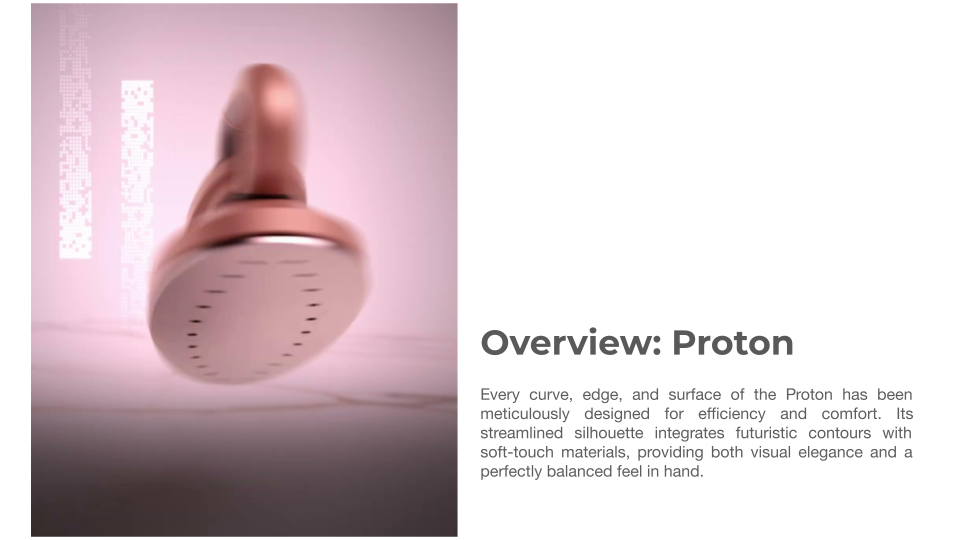 Overview: Proton
Every curve, edge, and surface of the Proton has been
meticulously designed for efficiency and comfort. Its
streamlined silhouette integrates futuristic contours with
soft-touch materials, providing both visual elegance and a
perfectly balanced feel in hand.